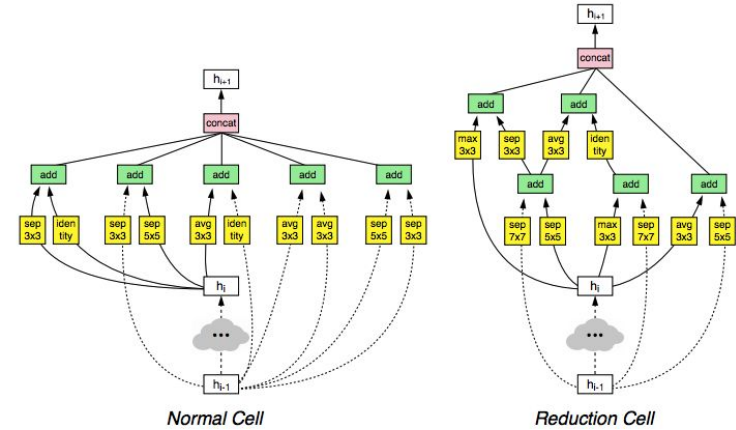 hi+1
concat
add
add
add
add
add
sep 3x3
iden tity
sep 3x3
sep 5x5
avg 3x3
iden tity
avg 3x3
avg 3x3
sep 5x5
sep 3x3
hi
...
hi-1
Normal Cell
hi+1
concat
add
add
max 3x3
sep 3x3
avg 3x3
iden tity
add
add
add
sep 7x7
sep 5x5
max 3x3
sep 7x7
avg 3x3
sep 5x5
hi
...
hi-1
Reduction Cell